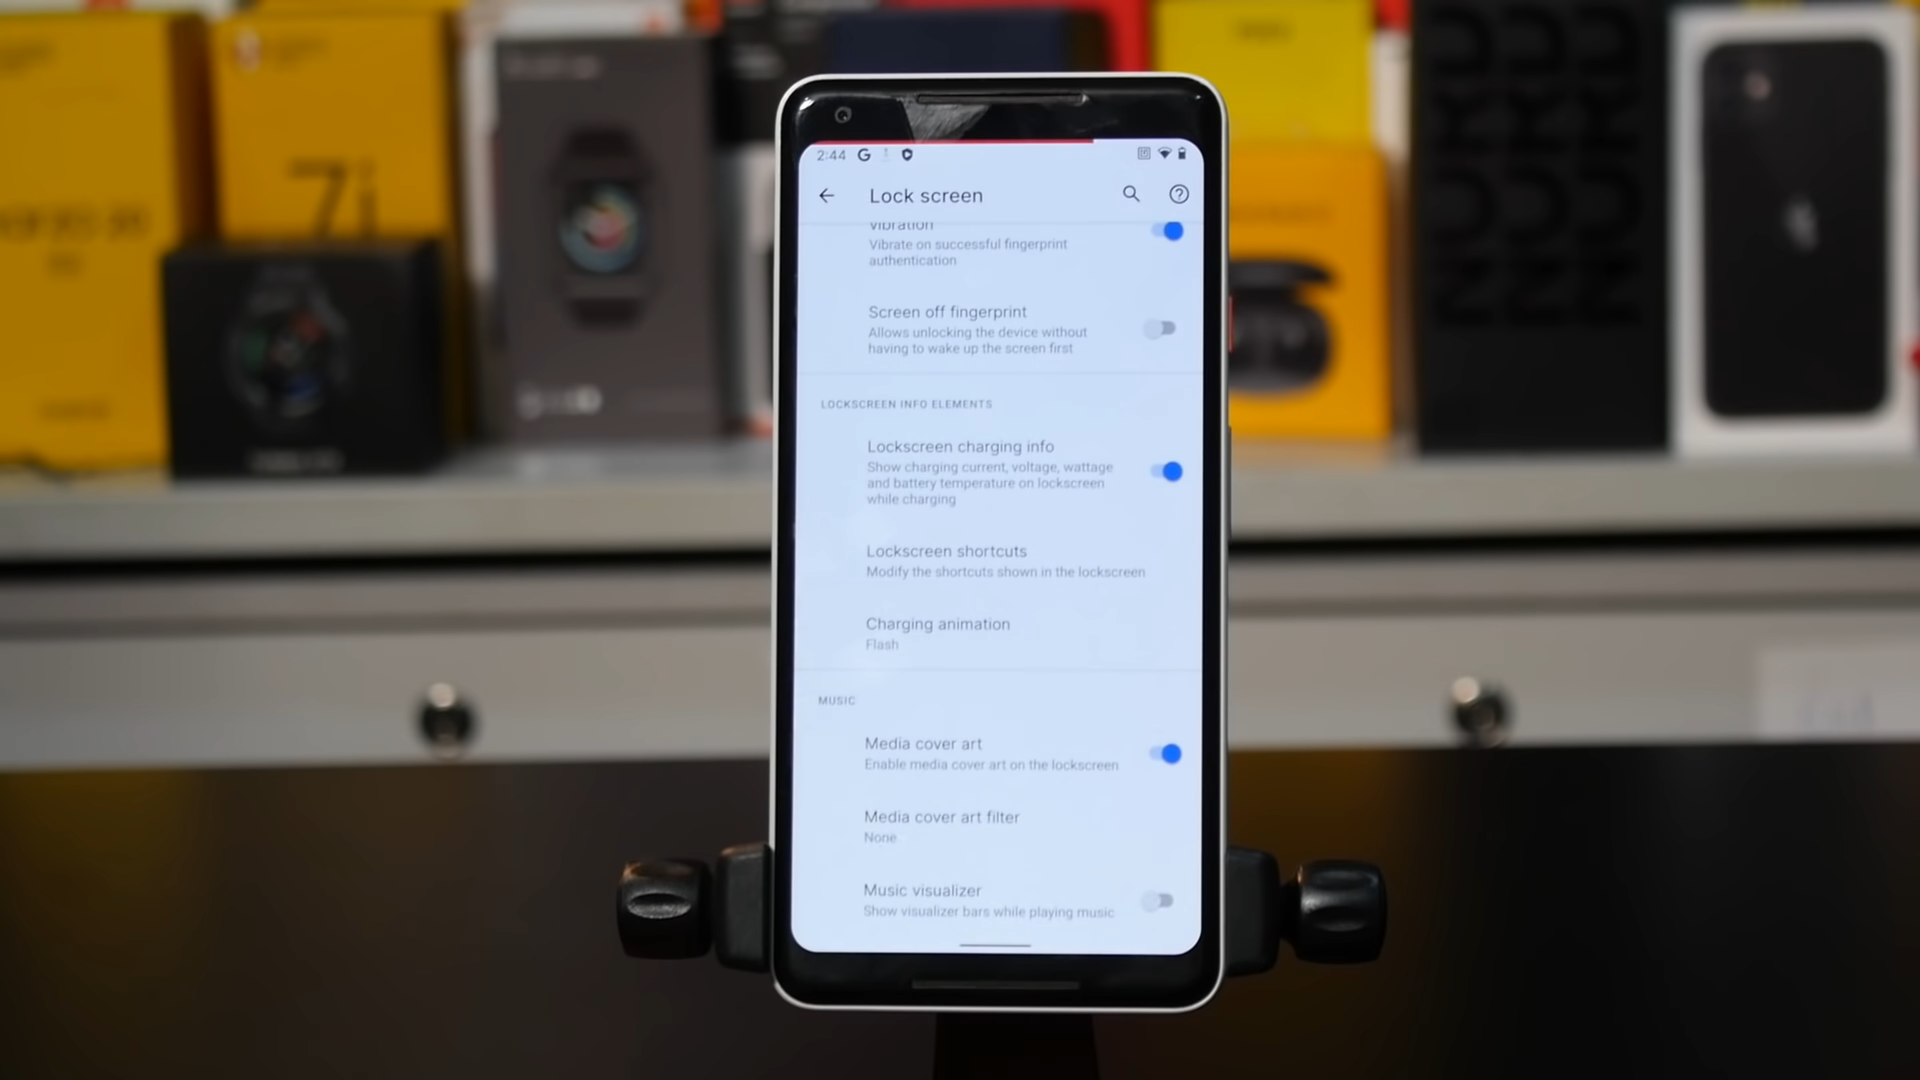 7i
2:44 G
Lock screen
Vibration
Vibrate on successful fingerprint
authentication
Screen off fingerprint
Allows unlocking the device without
having to wake up the screen first
LOCKSCREEN INFO ELEMENTS
Lockscreen charging info
Show charging current, voltage, wattage
and battery temperature on lockscreen
while charging
Lockscreen shortcuts
Modify the shortcuts shown in the lockscreen
Charging animation
Flash
MUSIC
Media cover art
Enable media cover art on the lockscreen
Media cover art filter
None
Music visualizer
Show visualizer bars while playing music